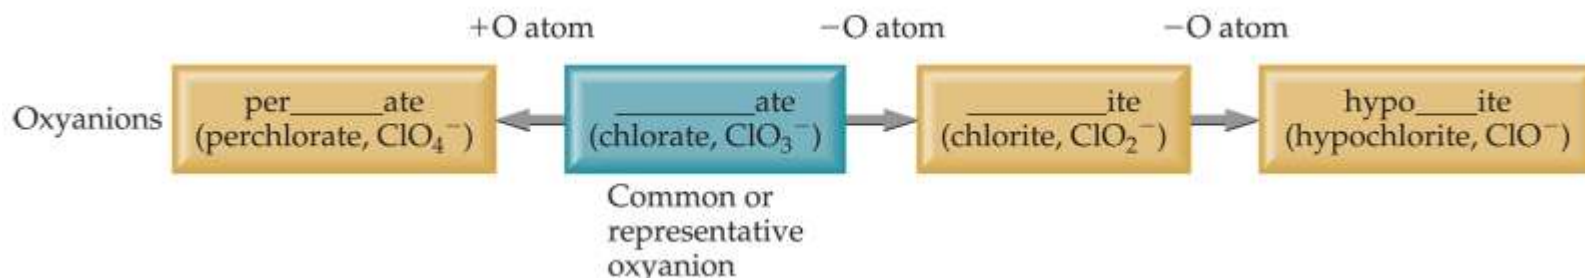 +O atom
−O atom
−O atom
Oxyanions
per______ate
(perchlorate, ClO₄⁻)
_________ate
(chlorate, ClO₃⁻)
_________ite
(chlorite, ClO₂⁻)
hypo____ite
(hypochlorite, ClO⁻)
Common or
representative
oxyanion